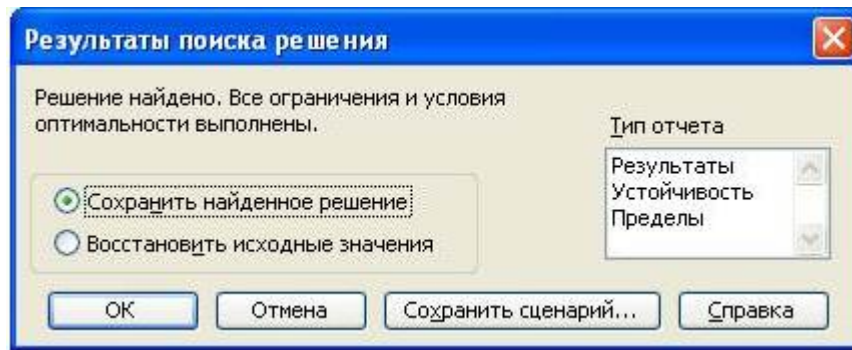 Результаты поиска решения
Решение найдено. Все ограничения и условия
оптимальности выполнены.
Тип отчета
Результаты
Устойчивость
Пределы
Сохранить найденное решение
Восстановить исходные значения
ОК
Отмена
Сохранить сценарий...
Справка